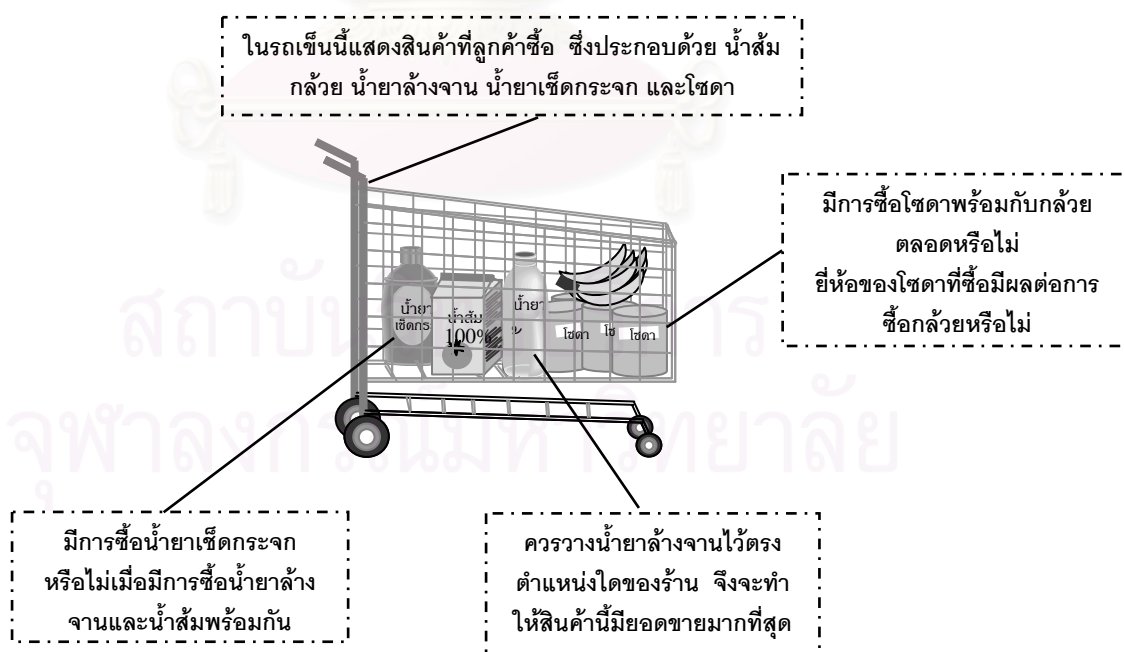 ในรถเข็นนี้แสดงสินค้าที่ลูกค้าซื้อ ซึ่งประกอบด้วย น้ำส้ม
กล้วย น้ำยาล้างจาน น้ำยาเช็ดกระจก และโซดา
มีการซื้อโซดาพร้อมกับกล้วย
ตลอดหรือไม่
ยี่ห้อของโซดาที่ซื้อมีผลต่อการ
ซื้อกล้วยหรือไม่
น้ำยา
เช็ดกร
น้ำส้ม
100%
น้ำยา
โซดา
โซ
โซดา
มีการซื้อน้ำยาเช็ดกระจก
หรือไม่เมื่อมีการซื้อน้ำยาล้าง
จานและน้ำส้มพร้อมกัน
ควรวางน้ำยาล้างจานไว้ตรง
ตำแหน่งใดของร้าน จึงจะทำ
ให้สินค้านี้มียอดขายมากที่สุด